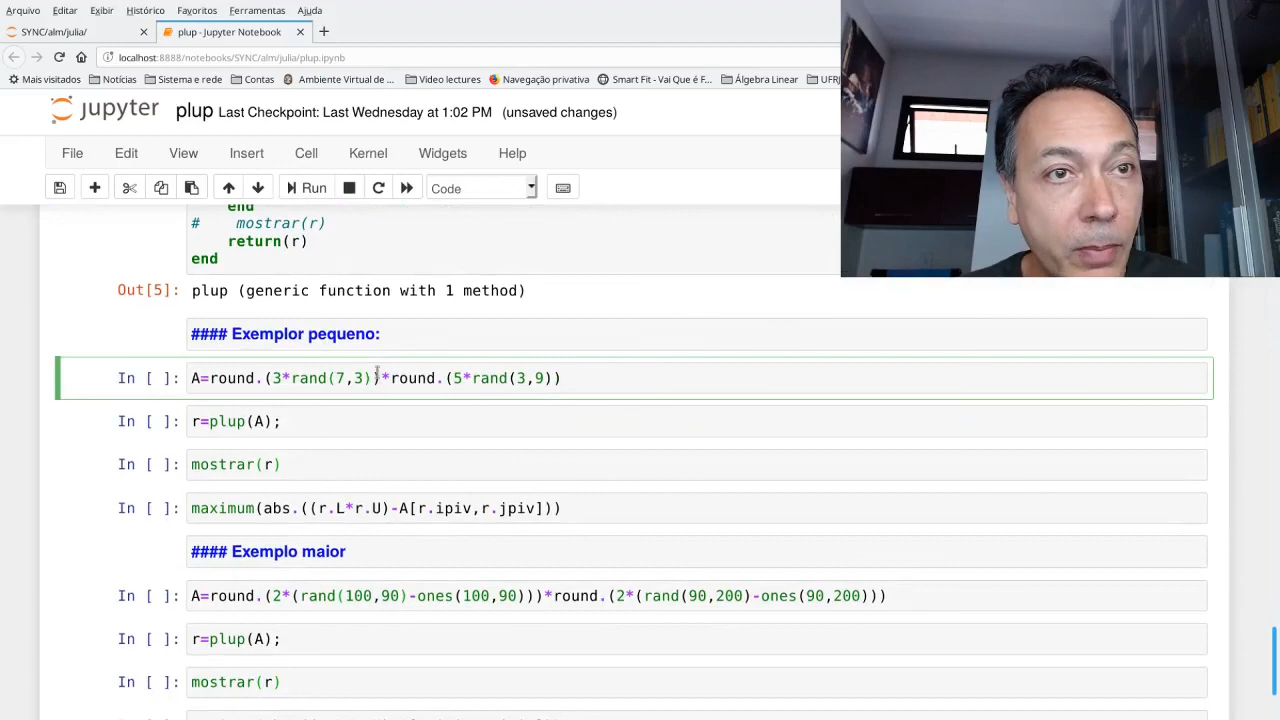 Arquivo Editar Exibir Histórico Favoritos Ferramentas Ajuda
SYNC/alm/julia/ × plup - Jupyter Notebook × +
localhost:8888/notebooks/SYNC/alm/julia/plup.ipynb
Mais visitados Notícias Sistema e rede Contas Ambiente Virtual de ... Video lectures Navegação privativa Smart Fit - Vai Que é F... Álgebra Linear UFR
jupyter plup Last Checkpoint: Last Wednesday at 1:02 PM (unsaved changes)
File Edit View Insert Cell Kernel Widgets Help
Run Code
end
# mostrar(r)
return(r)
end
Out[5]: plup (generic function with 1 method)
#### Exemplor pequeno:
In [ ]: A=round.(3*rand(7,3))*round.(5*rand(3,9))
In [ ]: r=plup(A);
In [ ]: mostrar(r)
In [ ]: maximum(abs.((r.L*r.U)-A[r.ipiv,r.jpiv]))
#### Exemplo maior
In [ ]: A=round.(2*(rand(100,90)-ones(100,90)))*round.(2*(rand(90,200)-ones(90,200)))
In [ ]: r=plup(A);
In [ ]: mostrar(r)